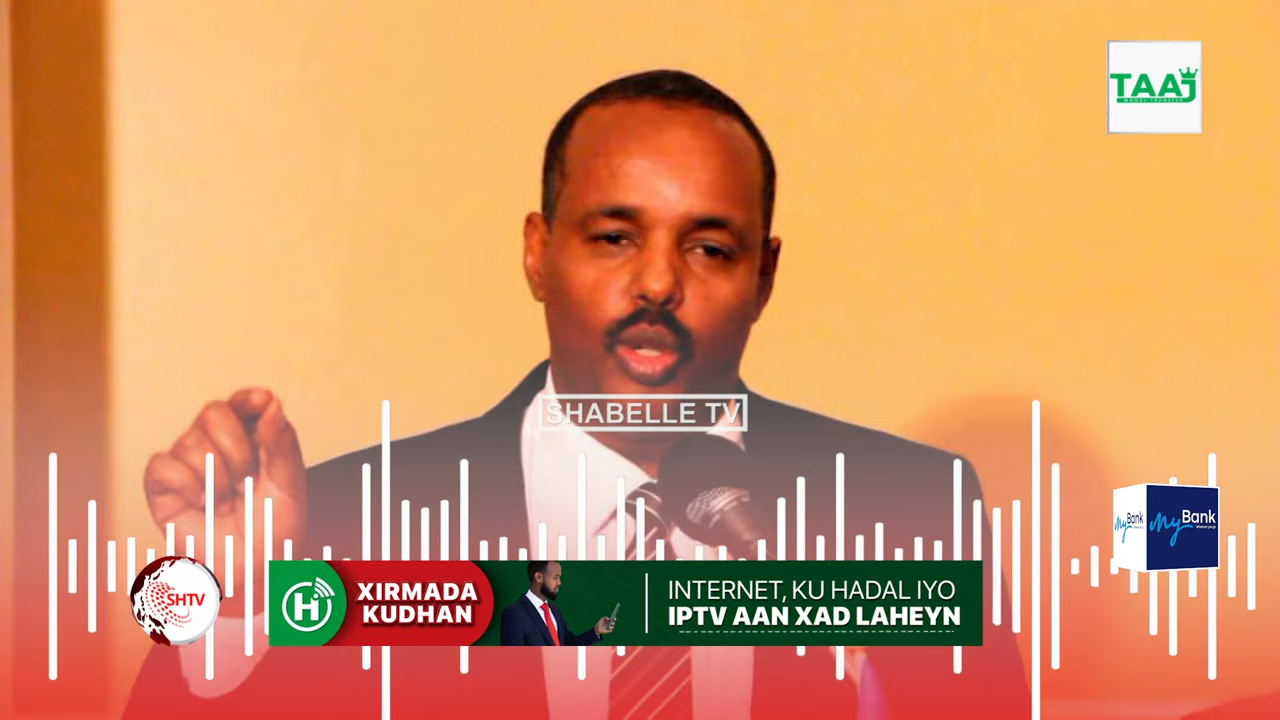 TAAJ
MONEY TRANSFER
SHABELLE TV
myBank
myBank
SHTV
H
XIRMADA
KUDHAN
INTERNET, KU HADAL IYO
IPTV AAN XAD LAHEYN